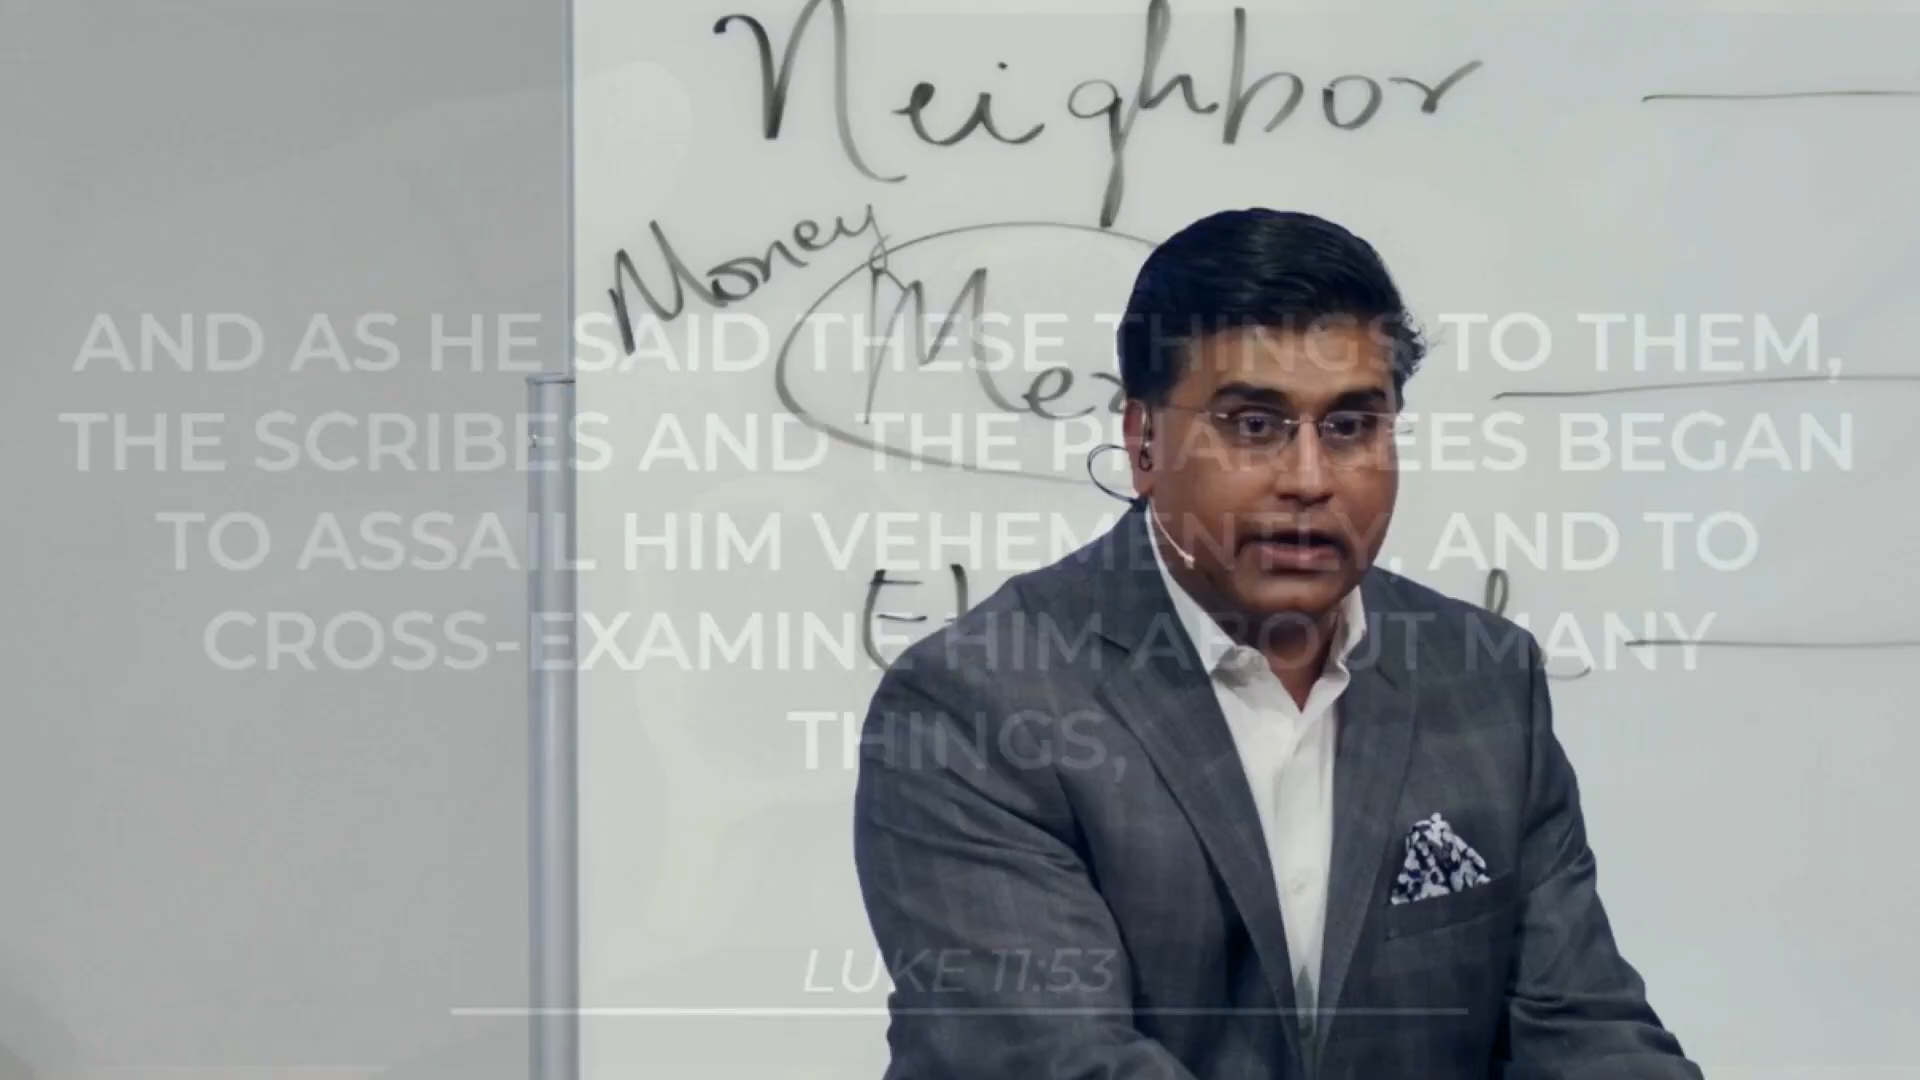 Neighbor
Money
AND AS HE SAID THESE THINGS TO THEM,
THE SCRIBES AND THE PHARISEES BEGAN
TO ASSAIL HIM VEHEMENTLY, AND TO
CROSS-EXAMINE HIM ABOUT MANY
THINGS,
LUKE 11:53